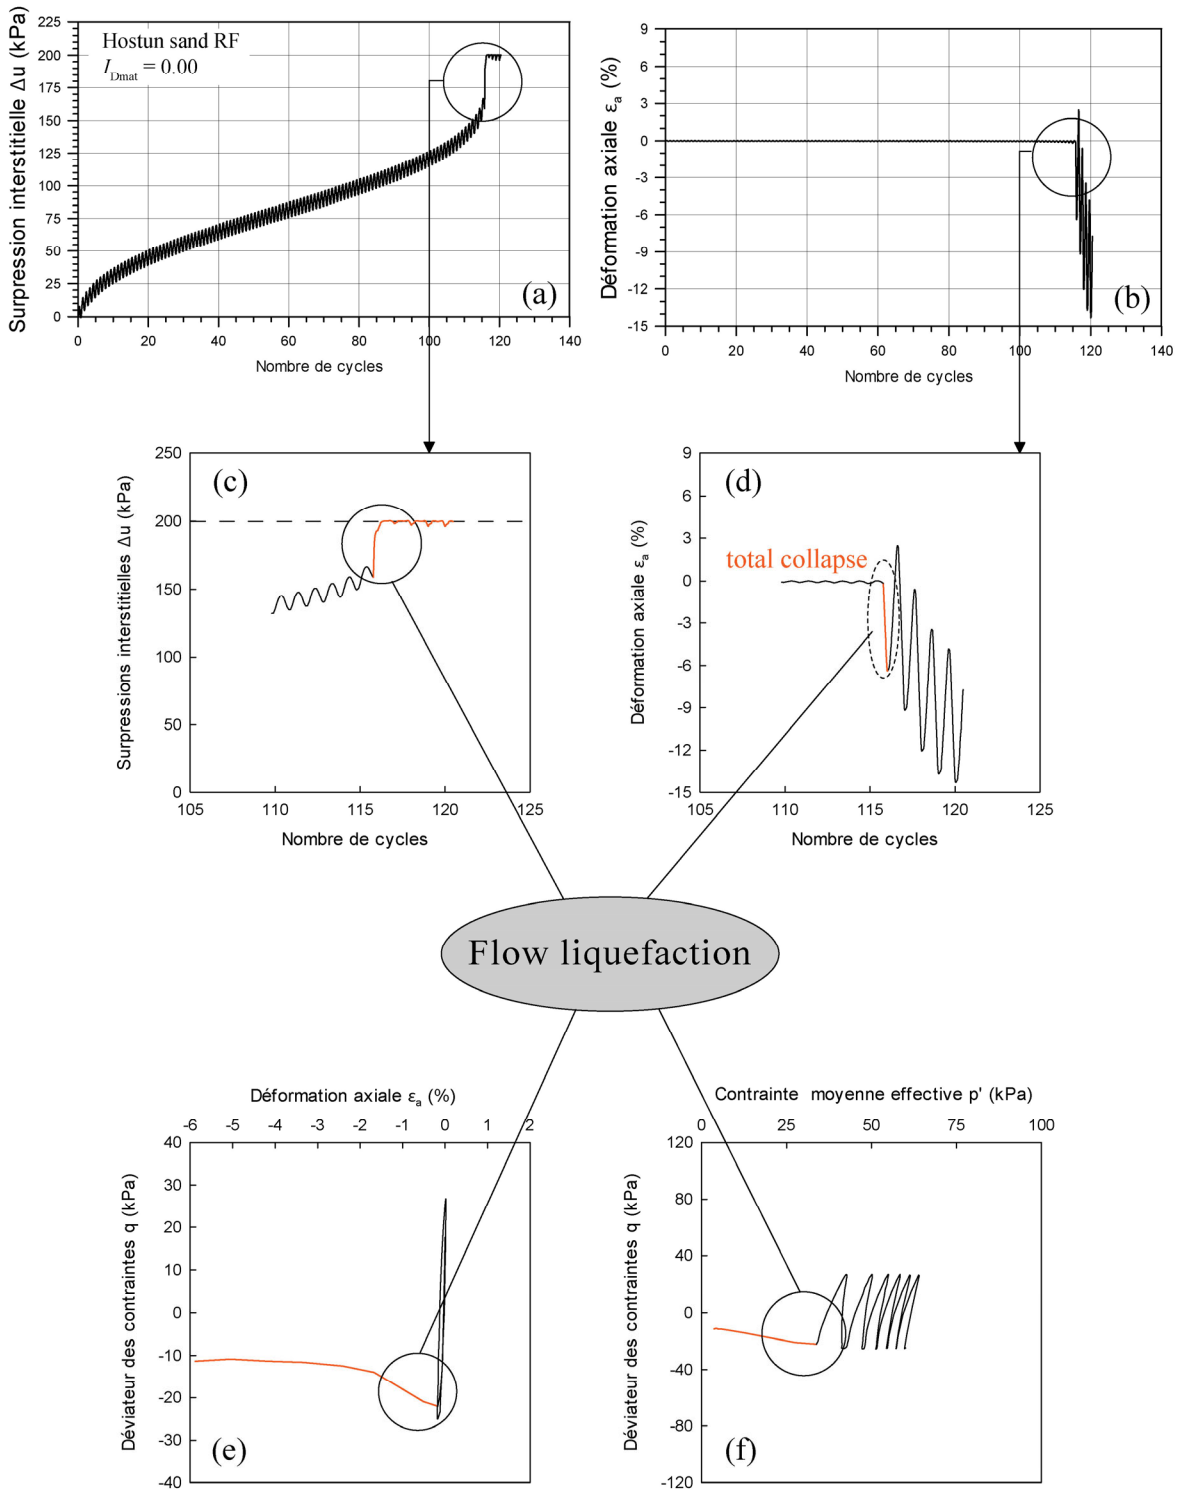 Surpression interstitielle Δu (kPa)
225
200
175
150
125
100
75
50
25
0
Hostun sand RF
I_Dmat = 0.00
(a)
0 20 40 60 80 100 120 140
Nombre de cycles
Déformation axiale εₐ (%)
9
6
3
0
-3
-6
-9
-12
-15
(b)
0 20 40 60 80 100 120 140
Nombre de cycles
Surpressions interstitielles Δu (kPa)
250
200
150
100
50
0
(c)
105 110 115 120 125
Nombre de cycles
Déformation axiale εₐ (%)
9
6
3
0
-3
-6
-9
-12
-15
(d)
total collapse
105 110 115 120 125
Nombre de cycles
Flow liquefaction
Déformation axiale εₐ (%)
-6 -5 -4 -3 -2 -1 0 1 2
Déviateur des contraintes q (kPa)
40
30
20
10
0
-10
-20
-30
-40
(e)
Contrainte moyenne effective p' (kPa)
0 25 50 75 100
Déviateur des contraintes q (kPa)
120
80
40
0
-40
-80
-120
(f)